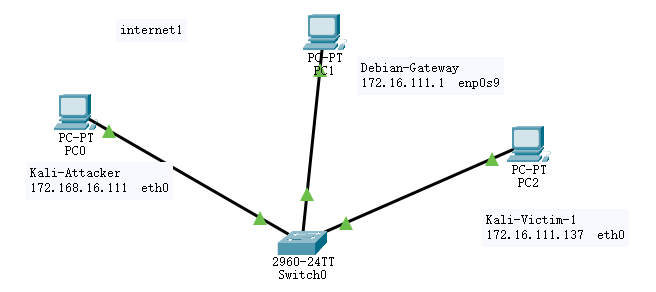 internet1
PC-PT
PC1
Debian-Gateway
172.16.111.1  enp0s9
PC-PT
PC0
Kali-Attacker
172.168.16.111  eth0
PC-PT
PC2
Kali-Victim-1
172.16.111.137  eth0
2960-24TT
Switch0